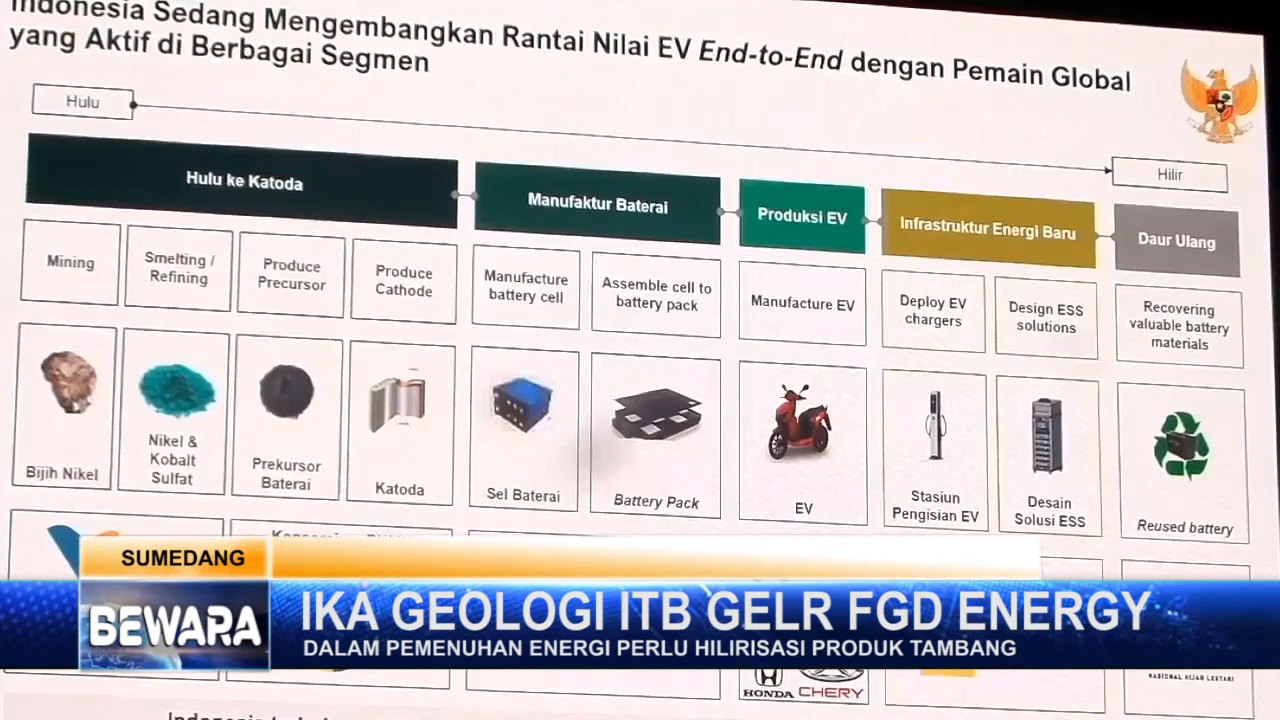 Indonesia Sedang Mengembangkan Rantai Nilai EV End-to-End dengan Pemain Global
yang Aktif di Berbagai Segmen
Hulu
Hilir
Hulu ke Katoda
Manufaktur Baterai
Produksi EV
Infrastruktur Energi Baru
Daur Ulang
Mining
Smelting /
Refining
Produce
Precursor
Produce
Cathode
Manufacture
battery cell
Assemble cell to
battery pack
Manufacture EV
Deploy EV
chargers
Design ESS
solutions
Recovering
valuable battery
materials
Bijih Nikel
Nikel &
Kobalt
Sulfat
Prekursor
Baterai
Katoda
Sel Baterai
Battery Pack
EV
Stasiun
Pengisian EV
Desain
Solusi ESS
Reused battery
SUMEDANG
BEWARA
IKA GEOLOGI ITB GELR FGD ENERGY
DALAM PEMENUHAN ENERGI PERLU HILIRISASI PRODUK TAMBANG
HONDA
CHERY
NASIONAL HIJAU LESTARI